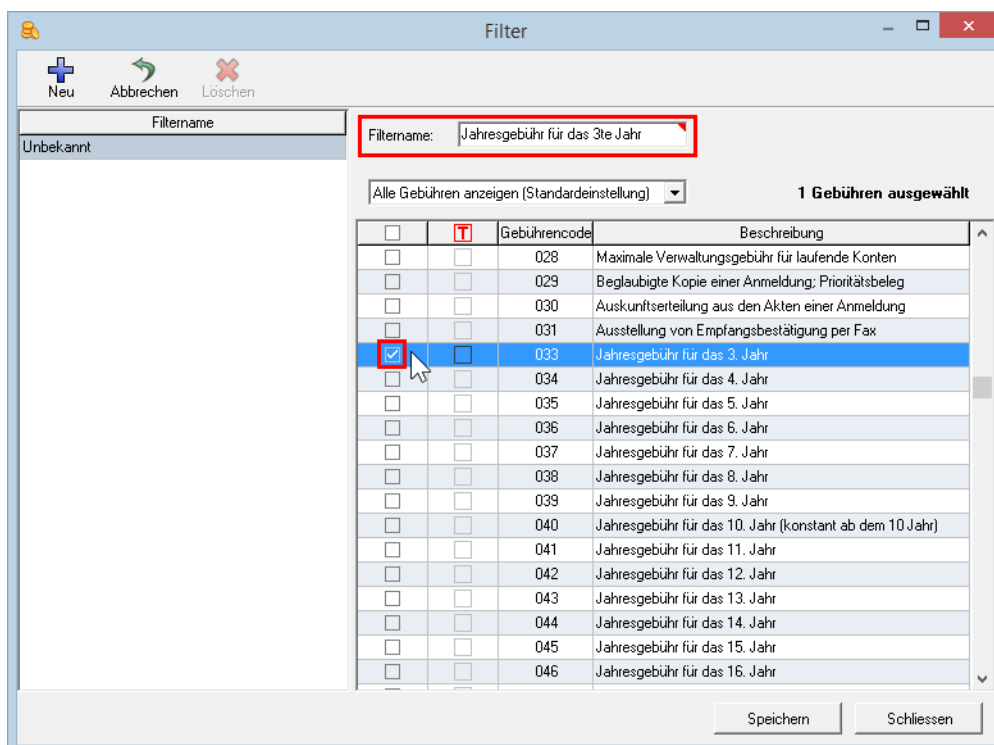 Filter
Neu Abbrechen Löschen
Filtername
Unbekannt
Filtername: Jahresgebühr für das 3te Jahr
Alle Gebühren anzeigen (Standardeinstellung) 1 Gebühren ausgewählt
T Gebührencode Beschreibung
028 Maximale Verwaltungsgebühr für laufende Konten
029 Beglaubigte Kopie einer Anmeldung; Prioritätsbeleg
030 Auskunftserteilung aus den Akten einer Anmeldung
031 Ausstellung von Empfangsbestätigung per Fax
033 Jahresgebühr für das 3. Jahr
034 Jahresgebühr für das 4. Jahr
035 Jahresgebühr für das 5. Jahr
036 Jahresgebühr für das 6. Jahr
037 Jahresgebühr für das 7. Jahr
038 Jahresgebühr für das 8. Jahr
039 Jahresgebühr für das 9. Jahr
040 Jahresgebühr für das 10. Jahr (konstant ab dem 10 Jahr)
041 Jahresgebühr für das 11. Jahr
042 Jahresgebühr für das 12. Jahr
043 Jahresgebühr für das 13. Jahr
044 Jahresgebühr für das 14. Jahr
045 Jahresgebühr für das 15. Jahr
046 Jahresgebühr für das 16. Jahr
Speichern Schliessen